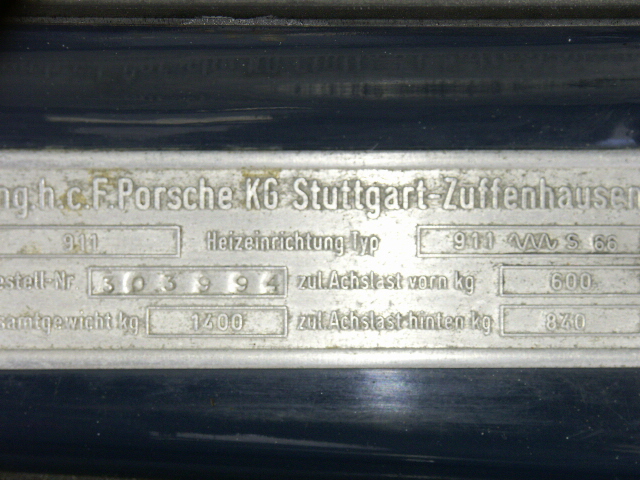 ng.h.c.F.Porsche KG Stuttgart-Zuffenhausen
911 Heizeinrichtung Typ 911 S 66
estell-Nr 303994 zul.Achslast vorn kg 600
samtgewicht kg 1400 zul.Achslast hinten kg 840